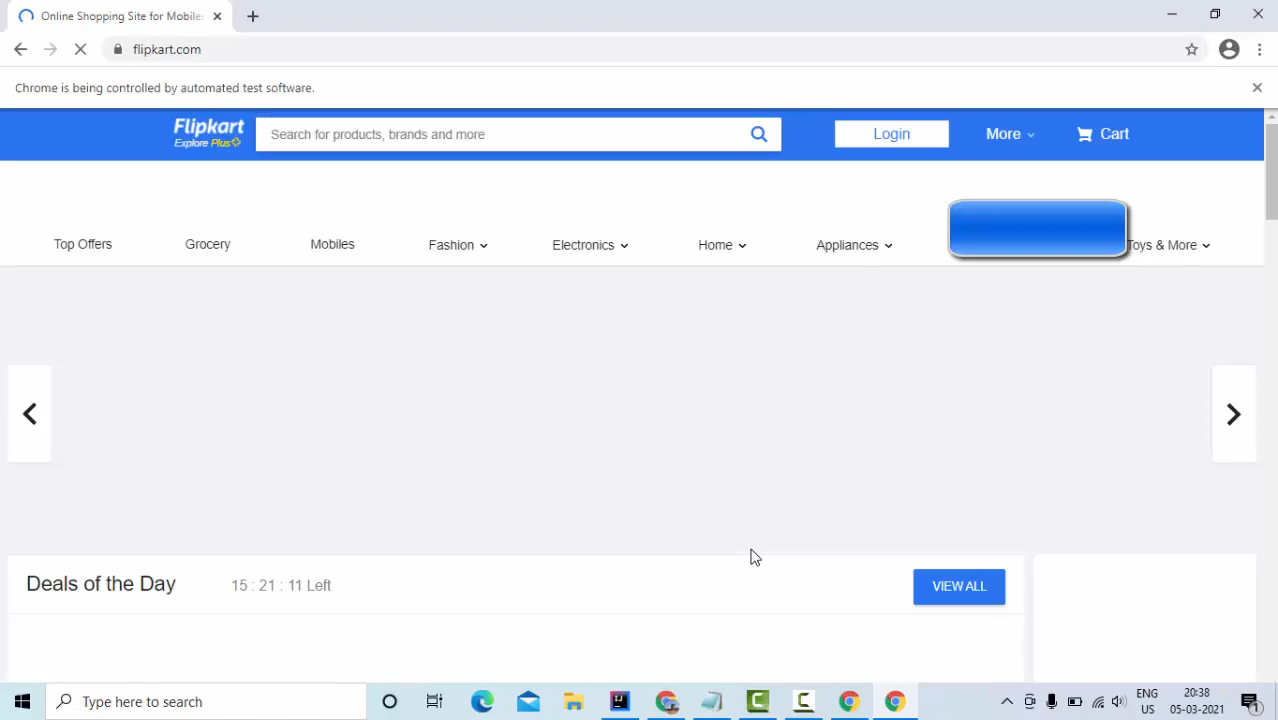 Online Shopping Site for Mobile
flipkart.com
Chrome is being controlled by automated test software.
Flipkart
Explore Plus
Search for products, brands and more
Login
More
Cart
Top Offers
Grocery
Mobiles
Fashion
Electronics
Home
Appliances
Toys & More
Deals of the Day
15 : 21 : 11 Left
VIEW ALL
Type here to search
ENG
US
20:38
05-03-2021
1